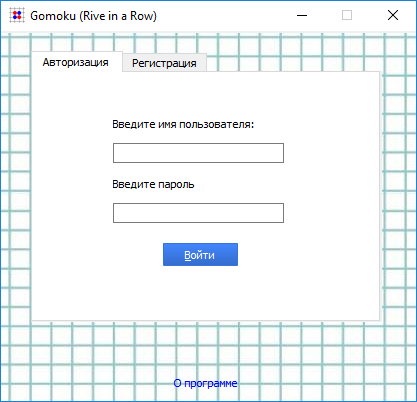 Gomoku (Rive in a Row)
Авторизация
Регистрация
Введите имя пользователя:
Введите пароль
Войти
О программе